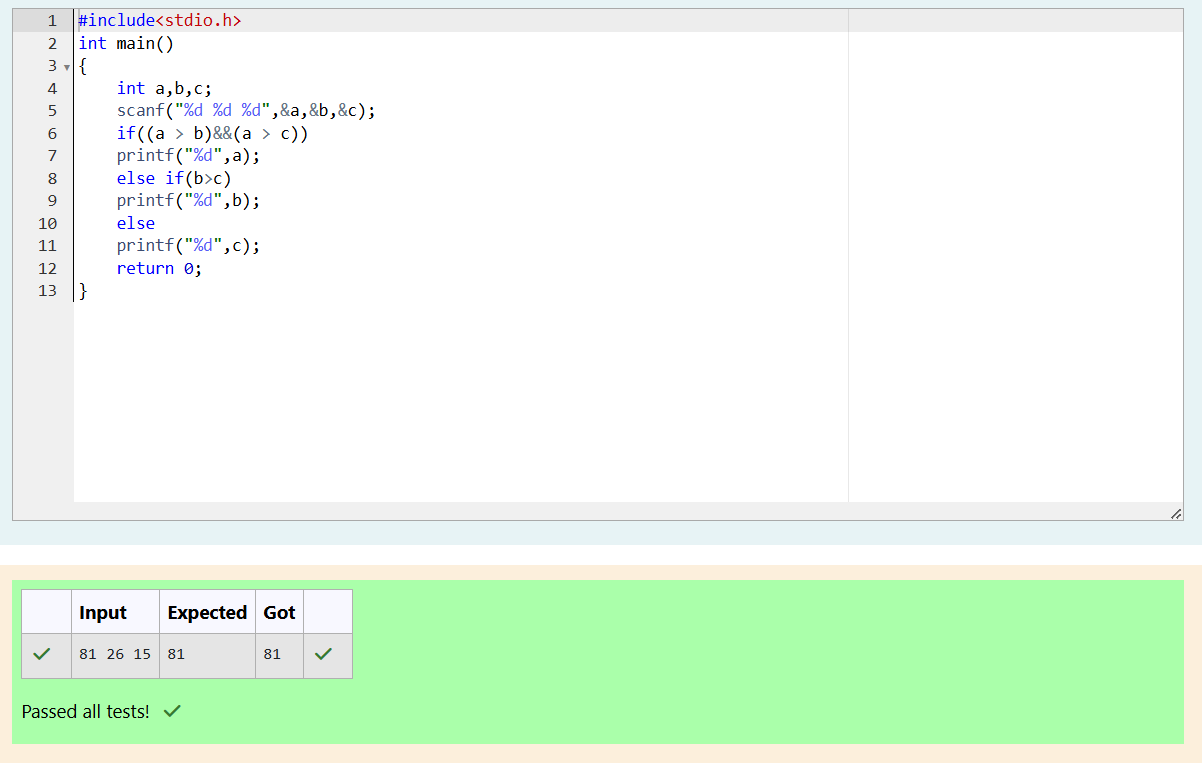 1 #include<stdio.h>
2 int main()
3 {
4     int a,b,c;
5     scanf("%d %d %d",&a,&b,&c);
6     if((a > b)&&(a > c))
7     printf("%d",a);
8     else if(b>c)
9     printf("%d",b);
10     else
11     printf("%d",c);
12     return 0;
13 }
Input Expected Got
81 26 15 81 81
Passed all tests!